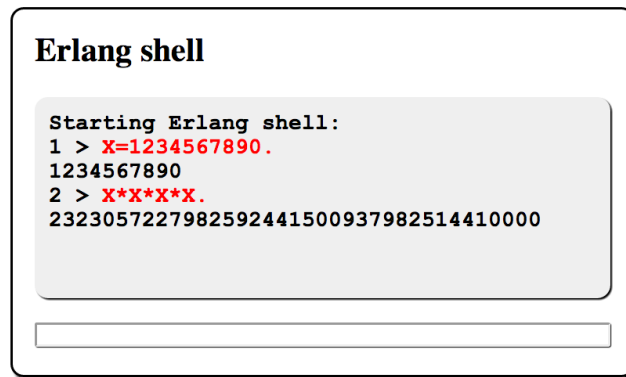 Erlang shell
Starting Erlang shell:
1 > X=1234567890.
1234567890
2 > X*X*X*X.
2323057227982592441500937982514410000